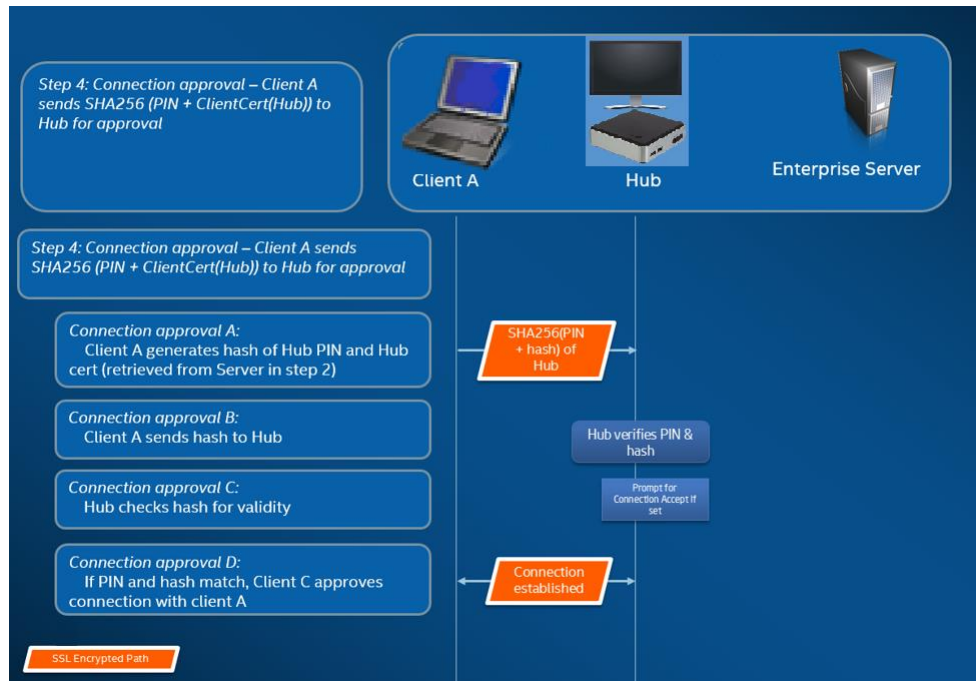 Step 4: Connection approval – Client A
sends SHA256 (PIN + ClientCert(Hub)) to
Hub for approval
Client A
Hub
Enterprise Server
Step 4: Connection approval – Client A sends
SHA256 (PIN + ClientCert(Hub)) to Hub for approval
Connection approval A:
Client A generates hash of Hub PIN and Hub
cert (retrieved from Server in step 2)
SHA256(PIN
+ hash) of
Hub
Connection approval B:
Client A sends hash to Hub
Hub verifies PIN &
hash
Connection approval C:
Hub checks hash for validity
Prompt for
Connection Accept If
set
Connection approval D:
If PIN and hash match, Client C approves
connection with client A
Connection
established
SSL Encrypted Path